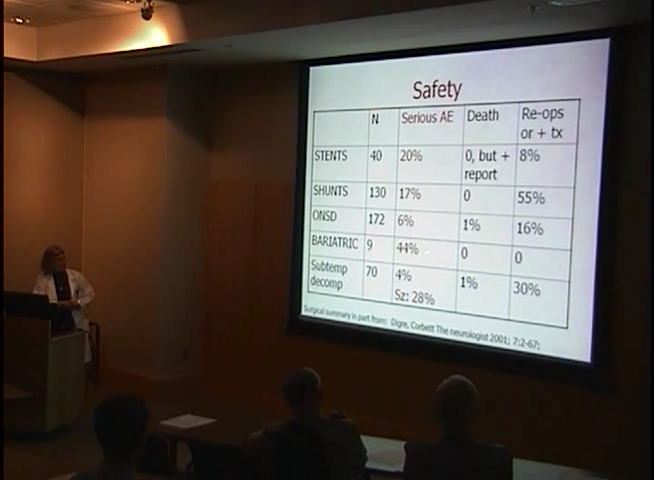 Safety
N Serious AE Death Re-ops
or + tx
STENTS 40 20% 0, but + 8%
report
SHUNTS 130 17% 0 55%
ONSD 172 6% 1% 16%
BARIATRIC 9 44% 0 0
Subtemp 70 4% 1% 30%
decomp Sz: 28%
Surgical summary in part from: Digre, Corbett The neurologist 2001; 7:2-67;